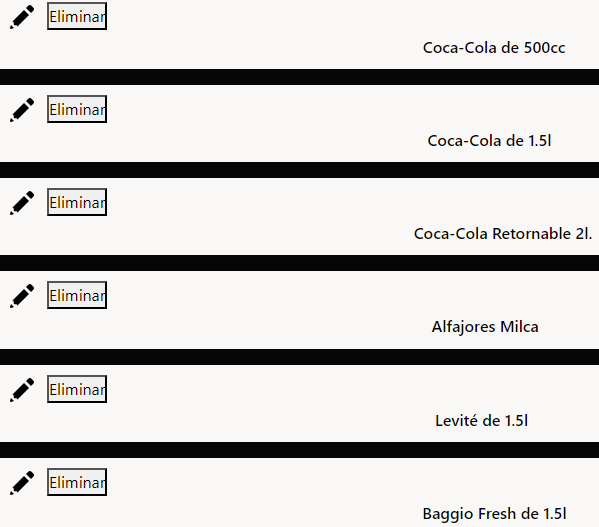 Eliminar
Coca-Cola de 500cc
Eliminar
Coca-Cola de 1.5l
Eliminar
Coca-Cola Retornable 2l.
Eliminar
Alfajores Milca
Eliminar
Levité de 1.5l
Eliminar
Baggio Fresh de 1.5l